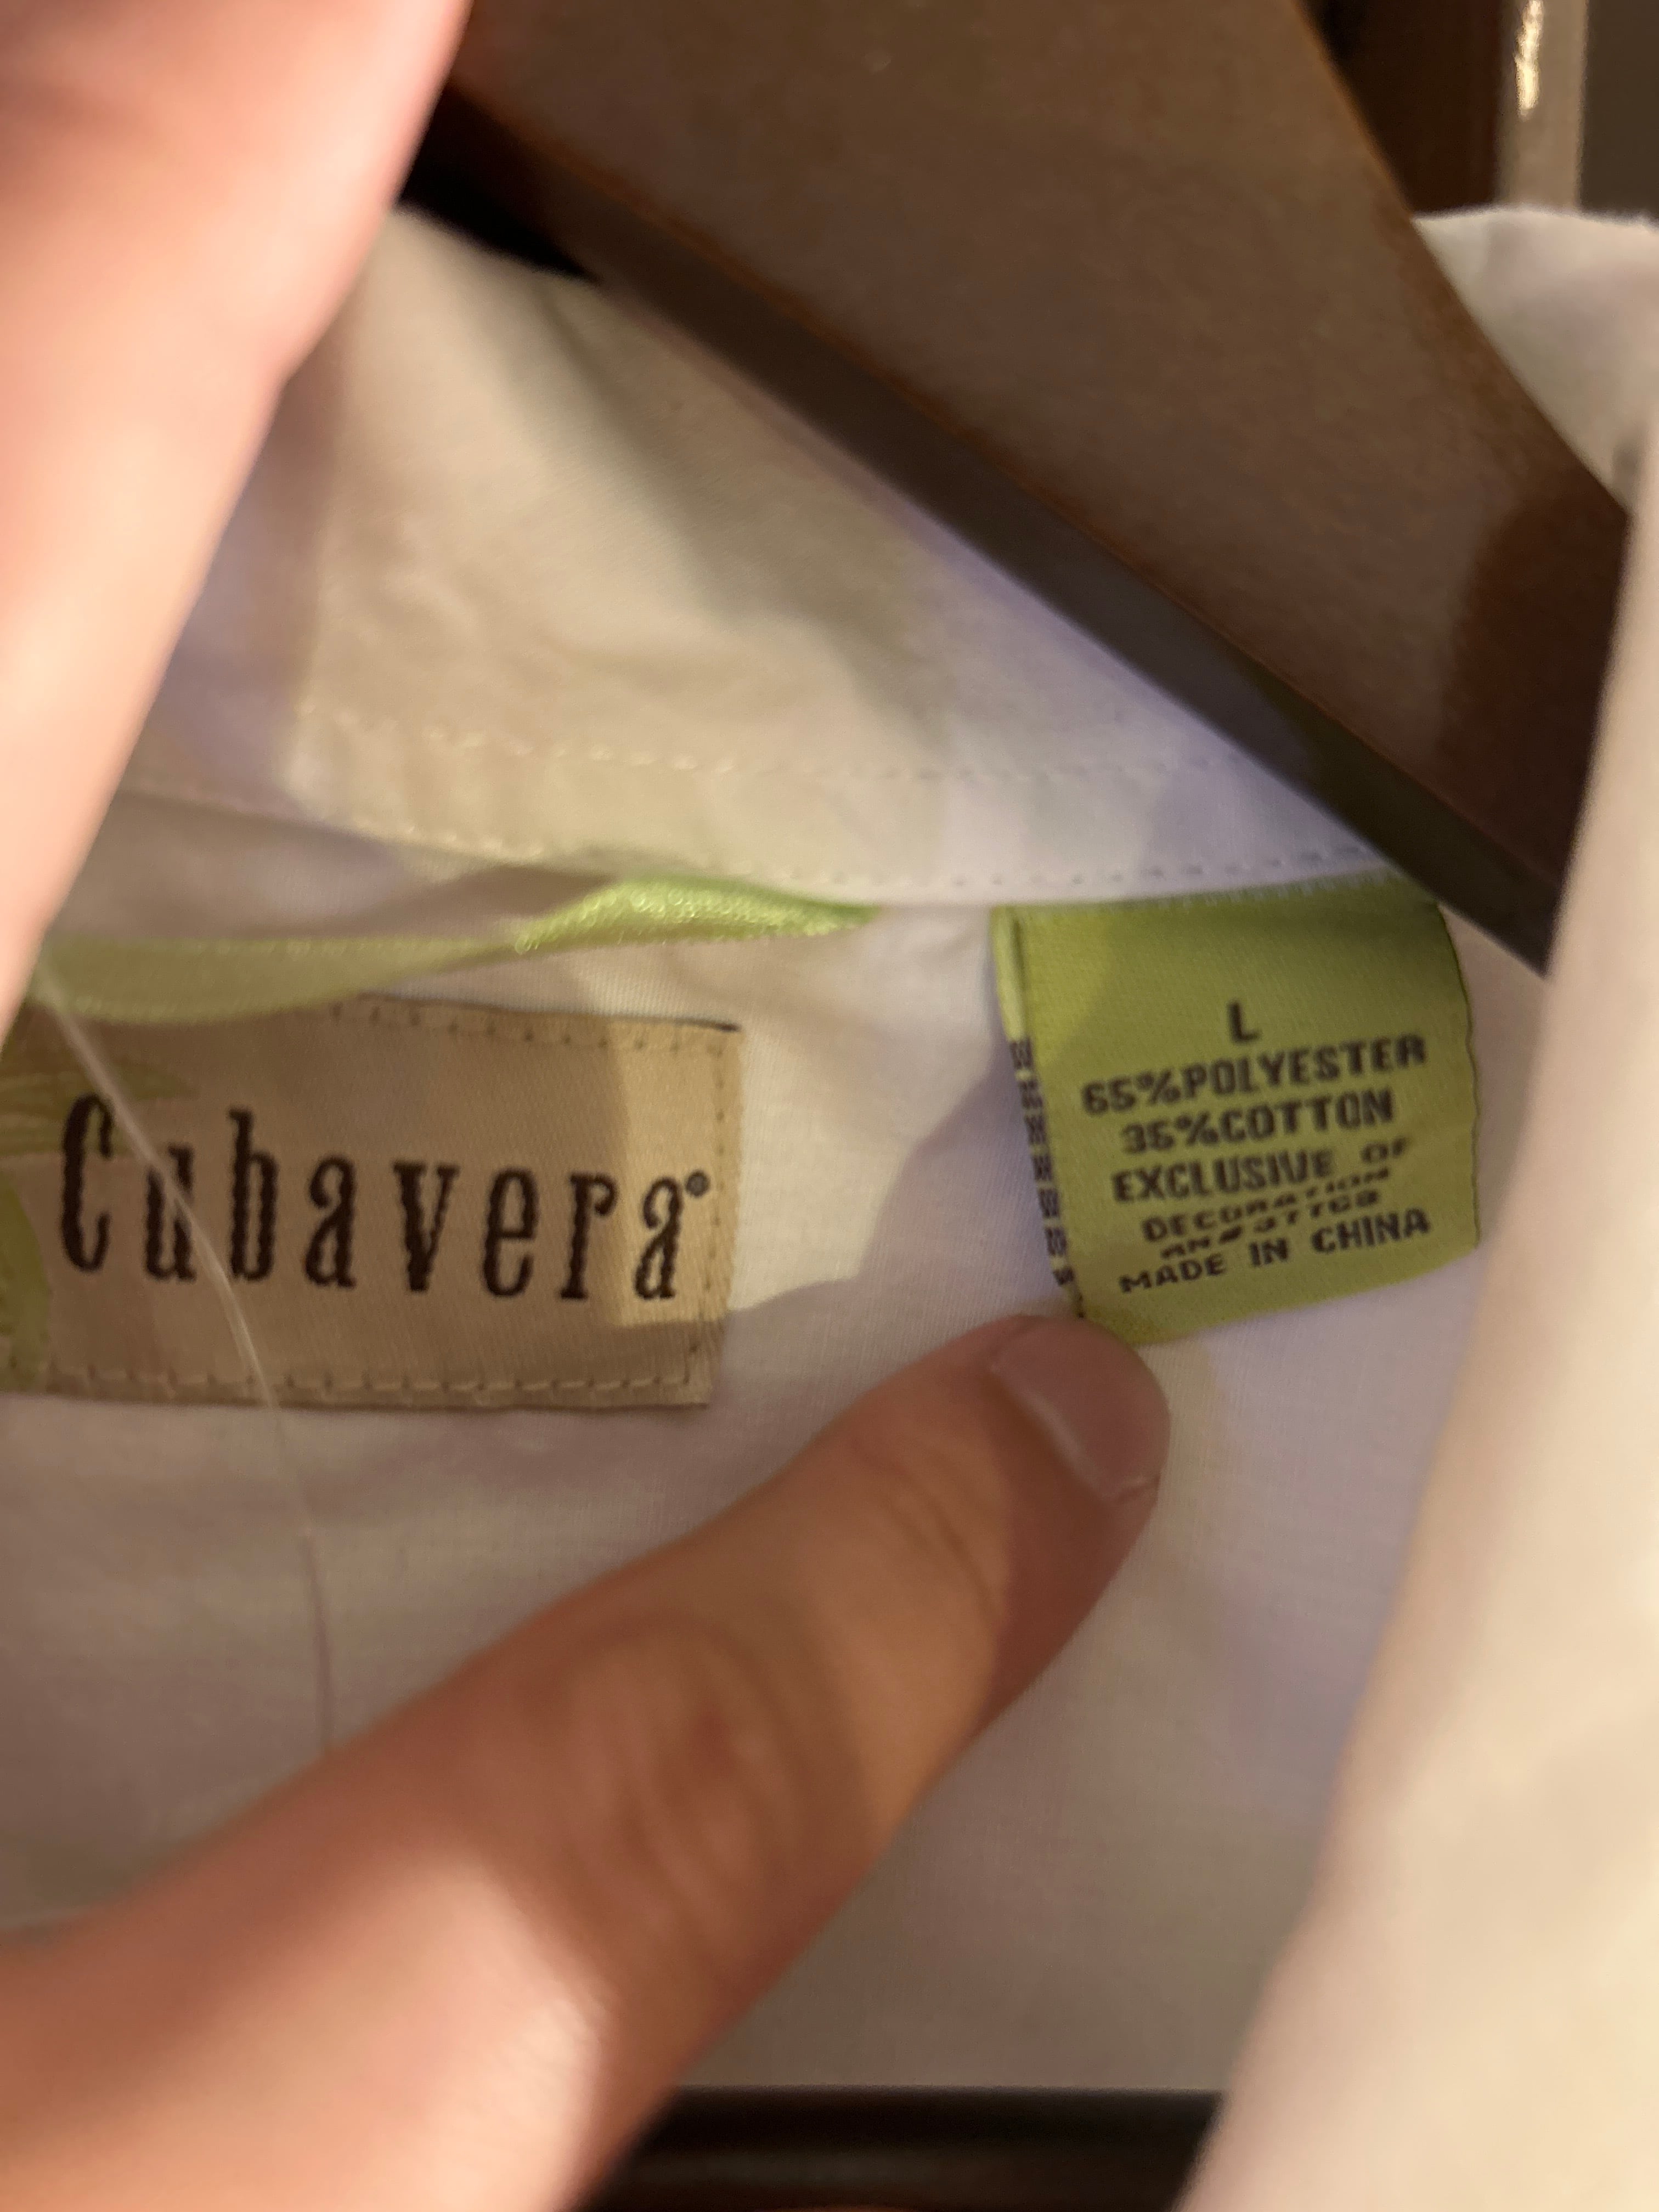 Cubavera®
L
65%POLYESTER
35%COTTON
EXCLUSIVE OF
DECORATION
MADE IN CHINA